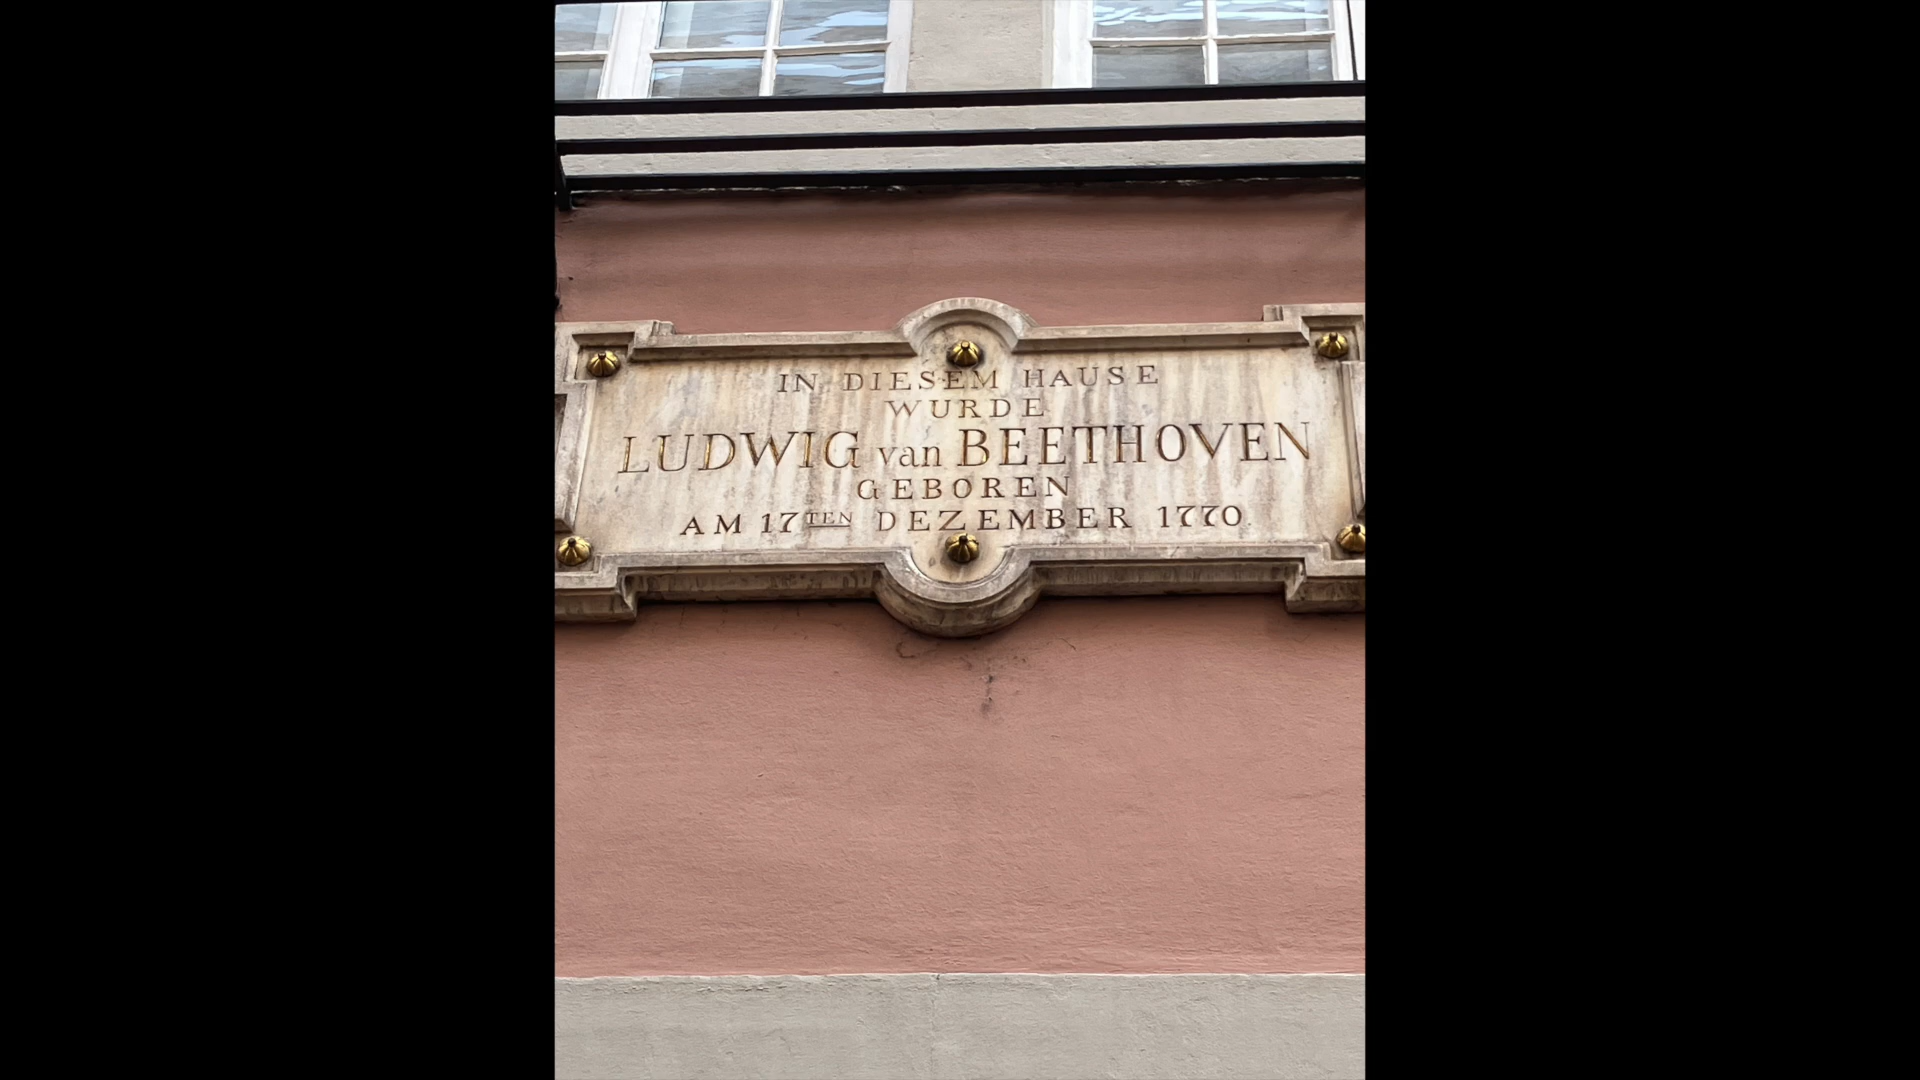 IN DIESEM HAUSE
WURDE
LUDWIG van BEETHOVEN
GEBOREN
AM 17TEN DEZEMBER 1770.